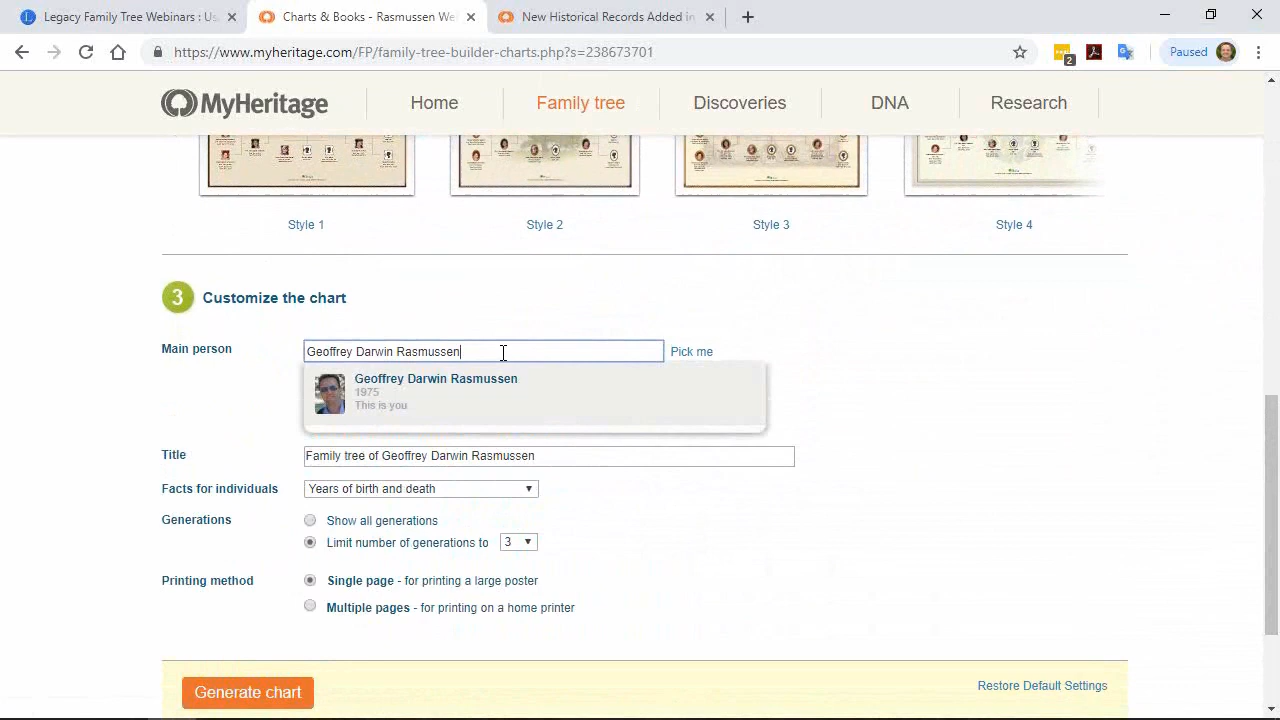 Legacy Family Tree Webinars : Us
Charts & Books - Rasmussen We
New Historical Records Added in
https://www.myheritage.com/FP/family-tree-builder-charts.php?s=238673701
2
Paused
MyHeritage
Home
Family tree
Discoveries
DNA
Research
Style 1
Style 2
Style 3
Style 4
3
Customize the chart
Main person
Geoffrey Darwin Rasmussen
Pick me
Geoffrey Darwin Rasmussen
1975
This is you
Title
Family tree of Geoffrey Darwin Rasmussen
Facts for individuals
Years of birth and death
Generations
Show all generations
Limit number of generations to 3
Printing method
Single page - for printing a large poster
Multiple pages - for printing on a home printer
Generate chart
Restore Default Settings